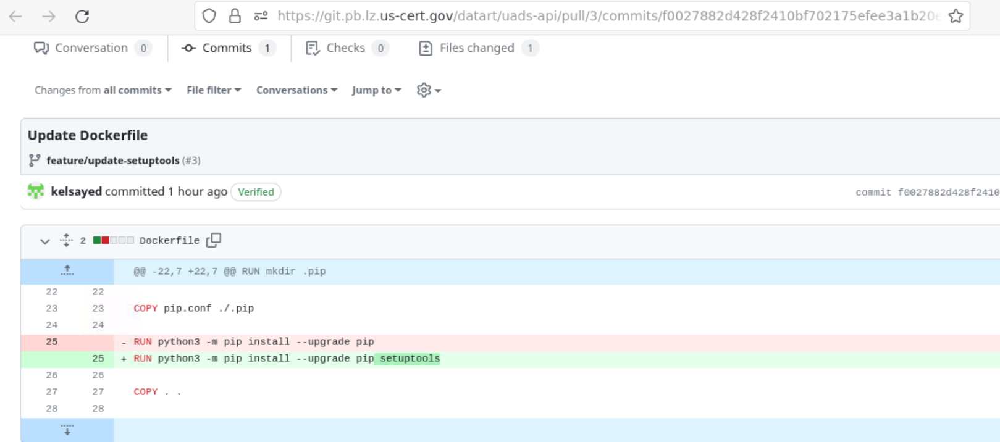 https://git.pb.lz.us-cert.gov/datart/uads-api/pull/3/commits/f0027882d428f2410bf702175efee3a1b20e
Conversation 0 Commits 1 Checks 0 Files changed 1
Changes from all commits File filter Conversations Jump to
Update Dockerfile
feature/update-setuptools (#3)
kelsayed committed 1 hour ago Verified commit f0027882d428f2410
2 Dockerfile
@@ -22,7 +22,7 @@ RUN mkdir .pip
22 22
23 23 COPY pip.conf ./.pip
24 24
25 - RUN python3 -m pip install --upgrade pip
25 + RUN python3 -m pip install --upgrade pip setuptools
26 26
27 27 COPY . .
28 28